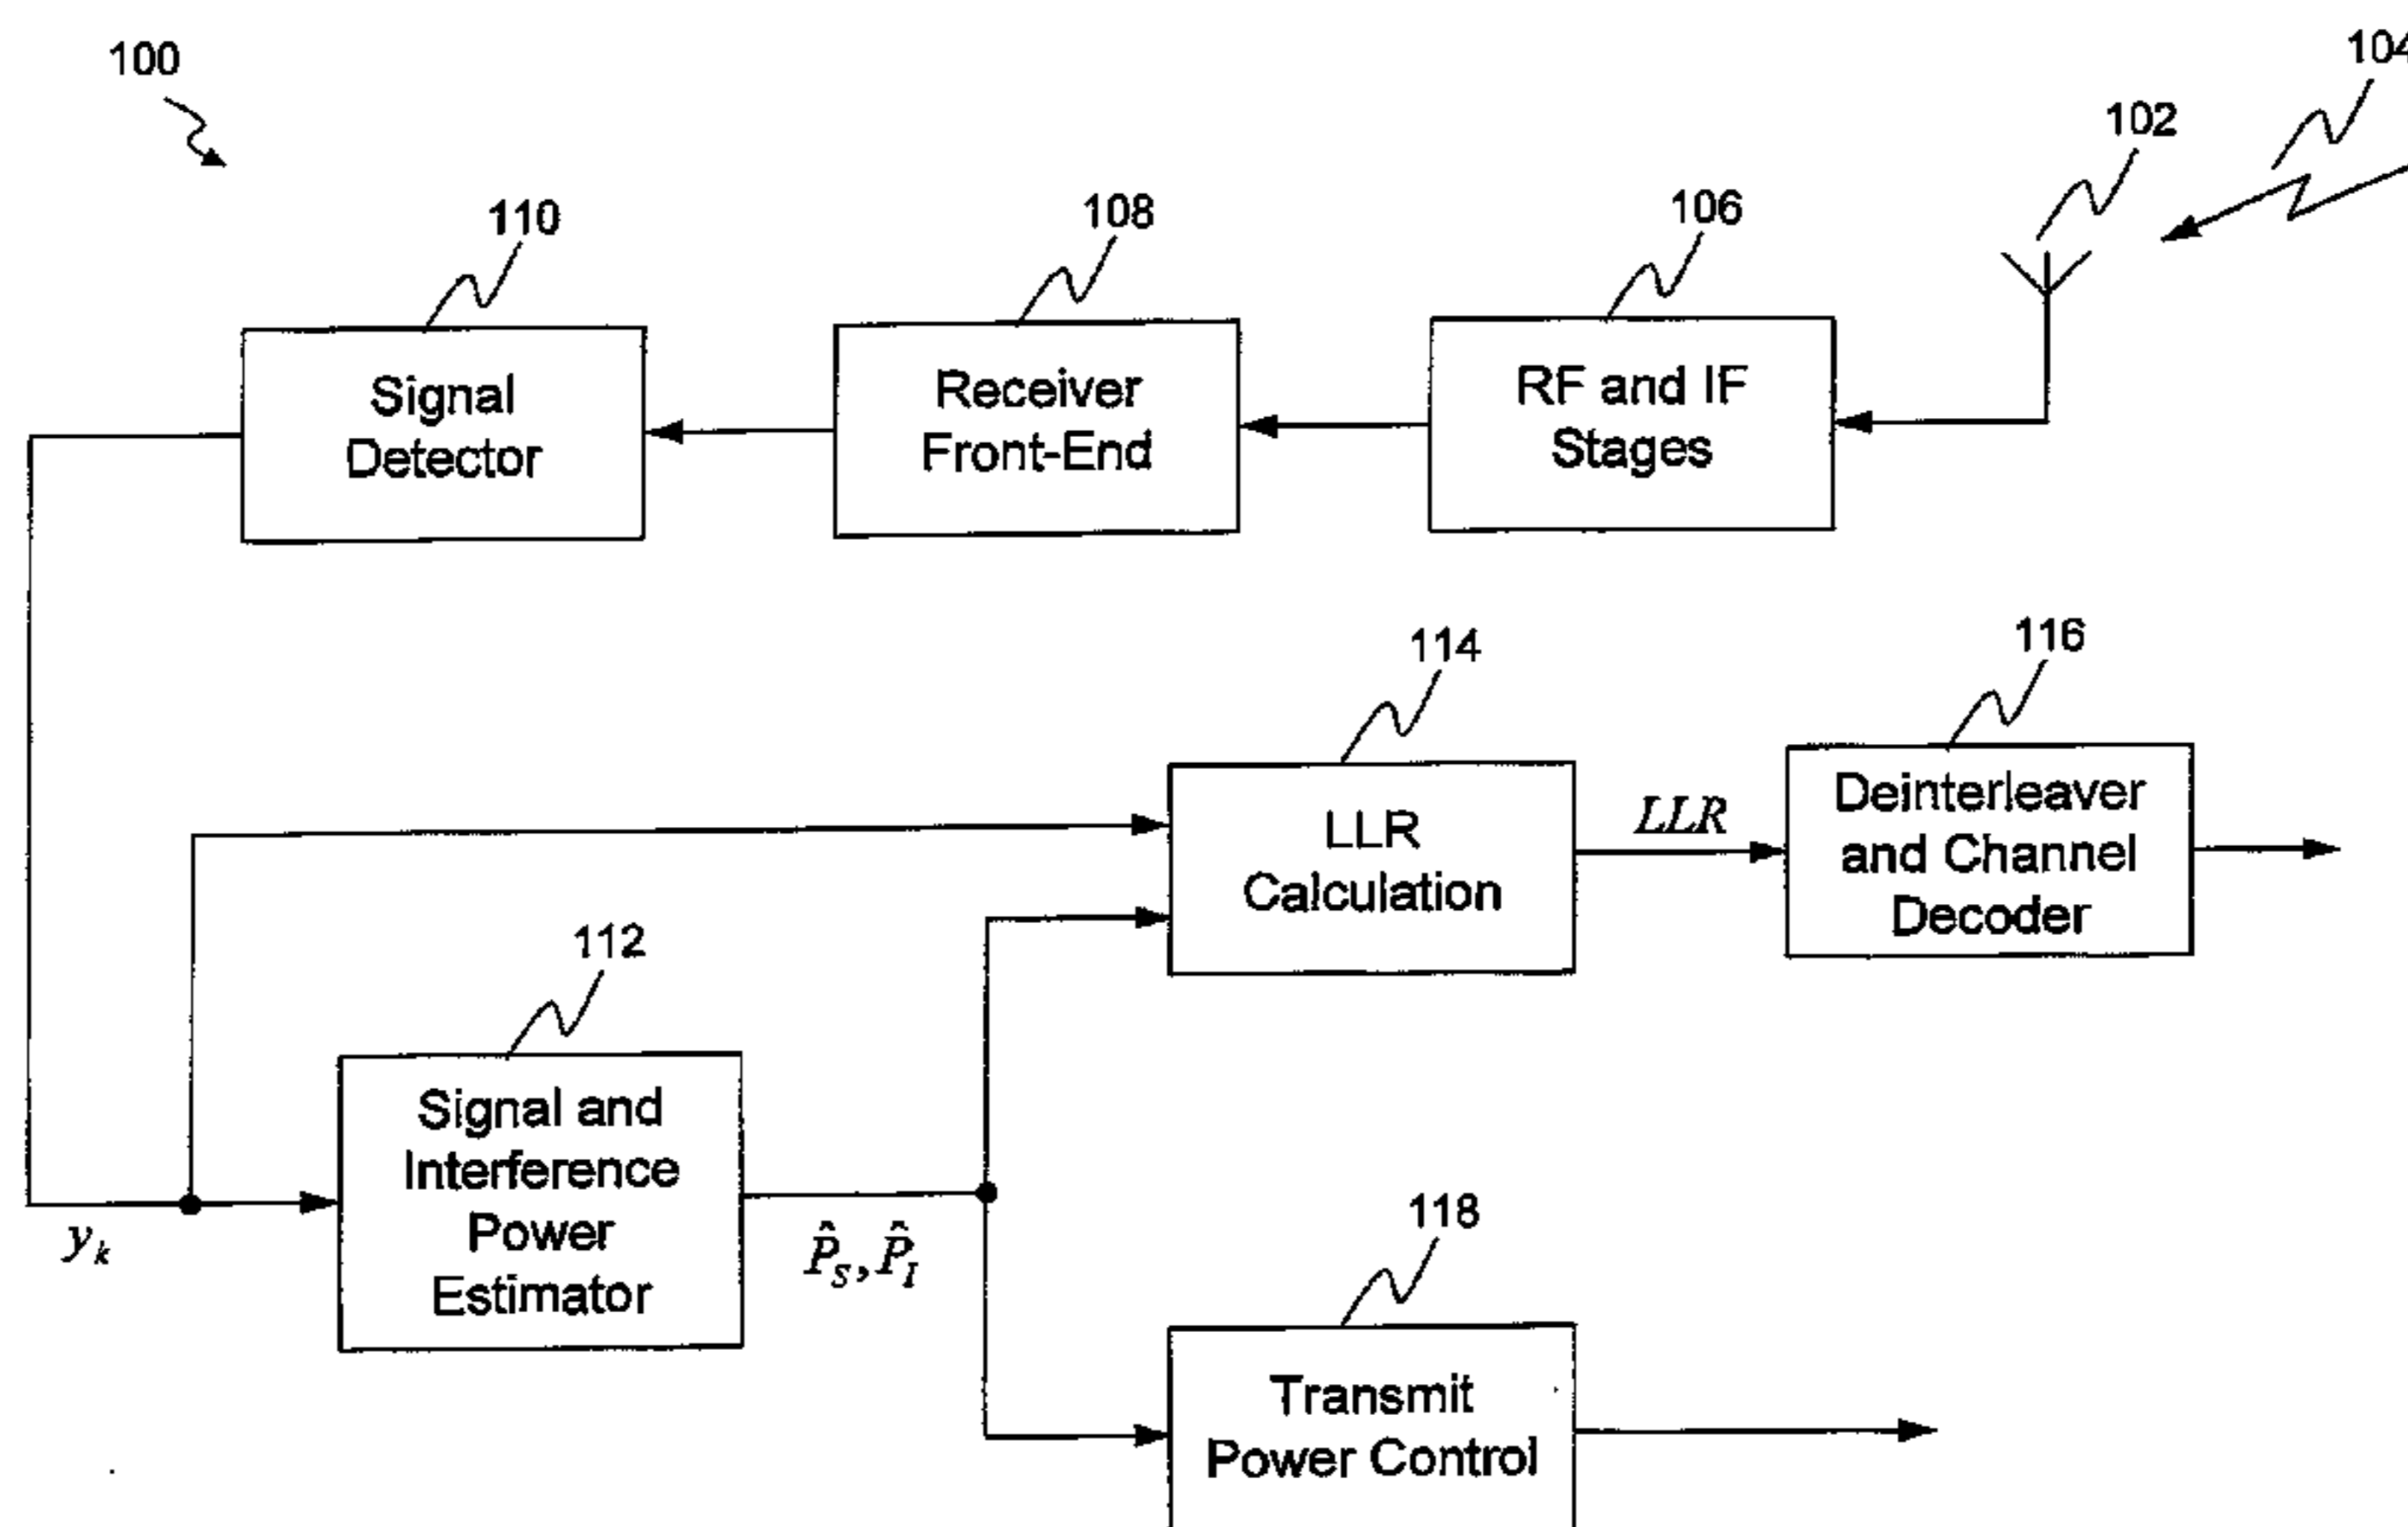 100
104
102
110
108
106
Signal
Detector
Receiver
Front-End
RF and IF
Stages
114
116
LLR
Calculation
LLR
Deinterleaver
and Channel
Decoder
112
Signal and
Interference
Power
Estimator
y_k
P̂_S, P̂_I
118
Transmit
Power Control